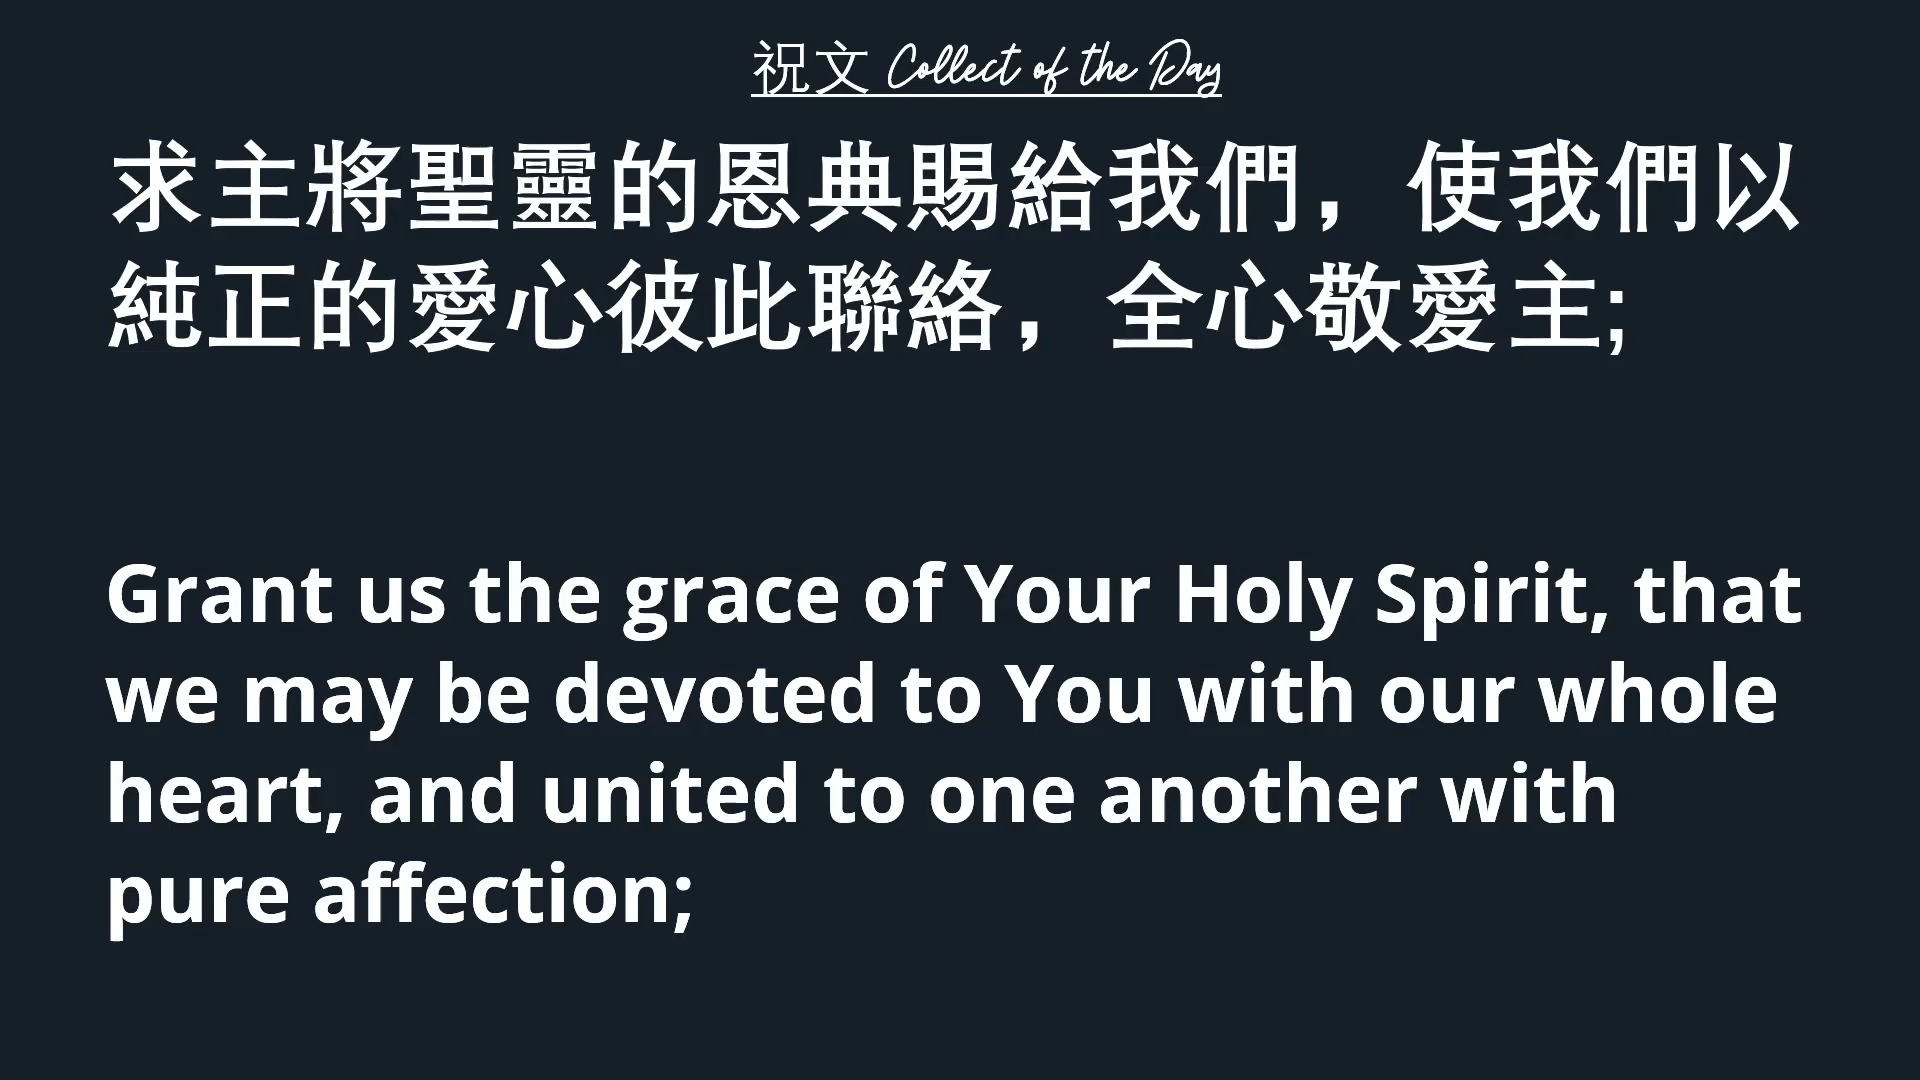 祝文 Collect of the Day
求主將聖靈的恩典賜給我們，使我們以
純正的愛心彼此聯絡，全心敬愛主;
Grant us the grace of Your Holy Spirit, that
we may be devoted to You with our whole
heart, and united to one another with
pure affection;